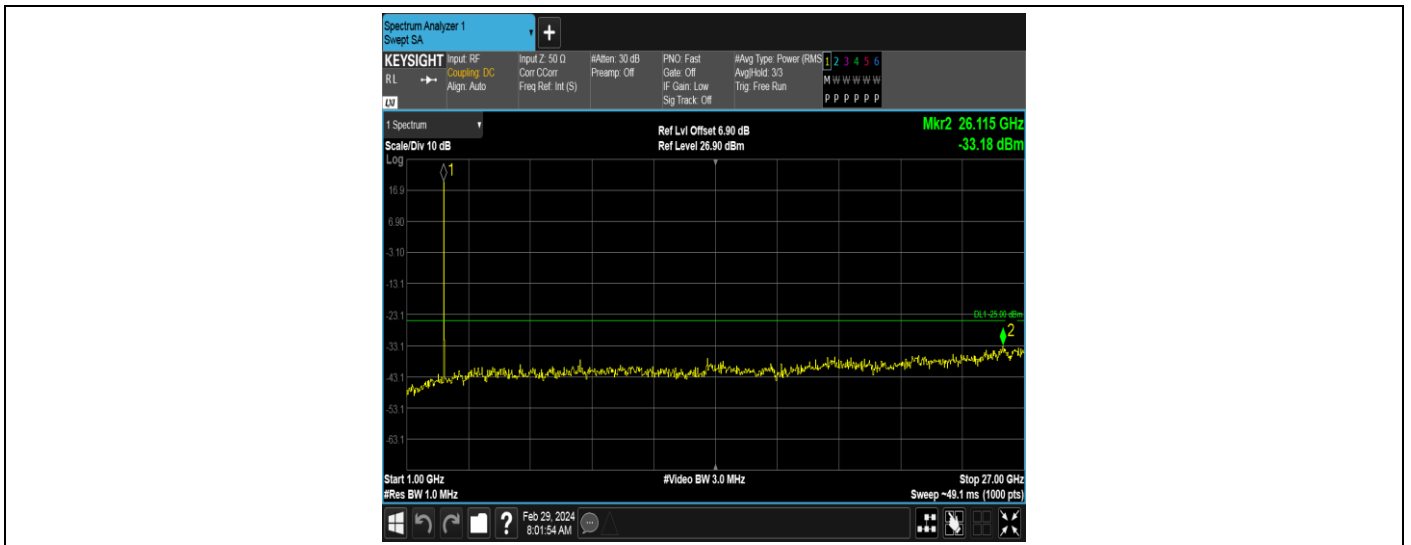 Spectrum Analyzer 1
Swept SA
+
KEYSIGHT
RL
LXI
Input: RF
Coupling: DC
Align: Auto
Input Z: 50 Ω
Corr CCorr
Freq Ref: Int (S)
#Atten: 30 dB
Preamp: Off
PNO: Fast
Gate: Off
IF Gain: Low
Sig Track: Off
#Avg Type: Power (RMS
Avg|Hold: 3/3
Trig: Free Run
1 2 3 4 5 6
M W W W W W
P P P P P P
1 Spectrum
Scale/Div 10 dB
Log
Ref Lvl Offset 6.90 dB
Ref Level 26.90 dBm
Mkr2 26.115 GHz
-33.18 dBm
1
16.9
6.90
-3.10
-13.1
-23.1
DL1 -25.00 dBm
2
-33.1
-43.1
-53.1
-63.1
Start 1.00 GHz
#Video BW 3.0 MHz
Stop 27.00 GHz
#Res BW 1.0 MHz
Sweep ~49.1 ms (1000 pts)
?
Feb 29, 2024
8:01:54 AM